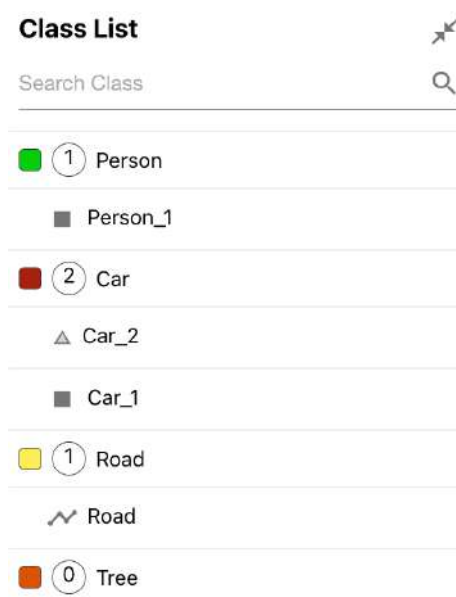 Class List
Search Class
1 Person
Person_1
2 Car
Car_2
Car_1
1 Road
Road
0 Tree